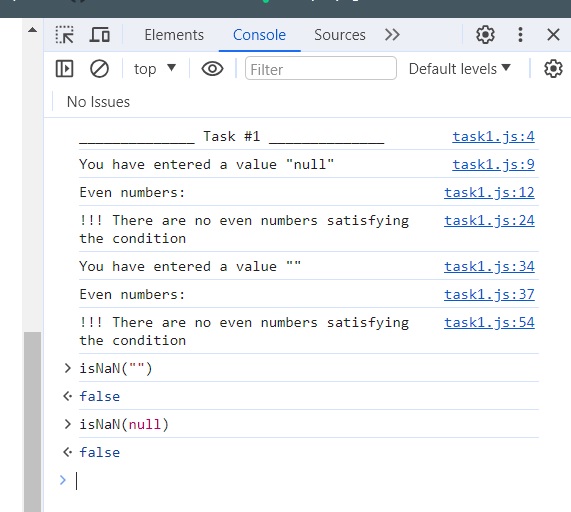 Elements Console Sources
top Filter Default levels
No Issues
______________ Task #1 ______________ task1.js:4
You have entered a value "null" task1.js:9
Even numbers: task1.js:12
!!! There are no even numbers satisfying task1.js:24
the condition
You have entered a value "" task1.js:34
Even numbers: task1.js:37
!!! There are no even numbers satisfying task1.js:54
the condition
isNaN("")
false
isNaN(null)
false